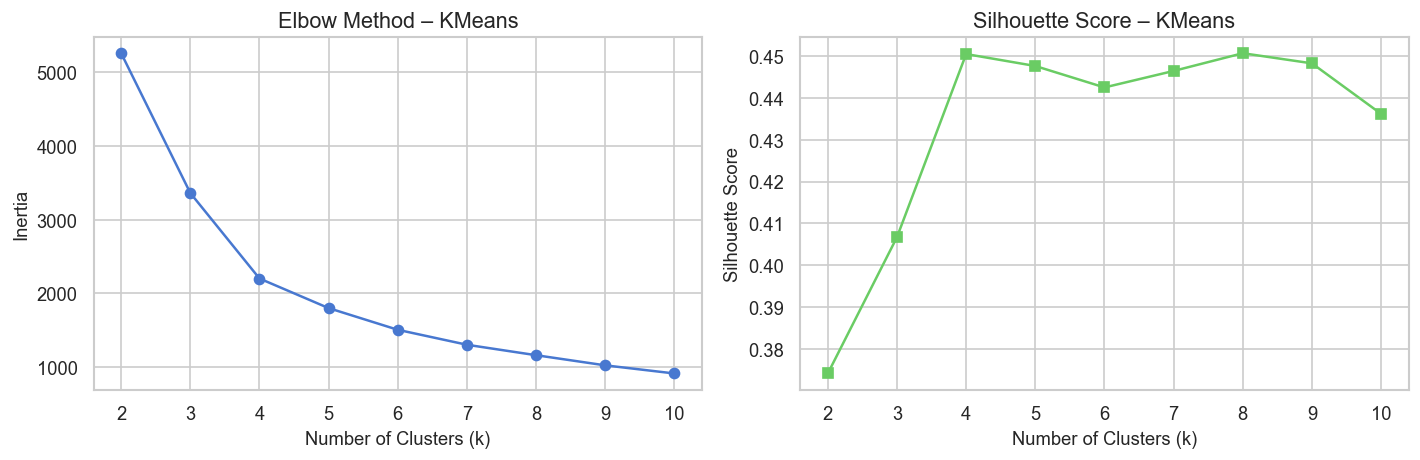 Elbow Method – KMeans
Inertia
5000
4000
3000
2000
1000
2 3 4 5 6 7 8 9 10
Number of Clusters (k)
Silhouette Score – KMeans
Silhouette Score
0.45
0.44
0.43
0.42
0.41
0.40
0.39
0.38
2 3 4 5 6 7 8 9 10
Number of Clusters (k)